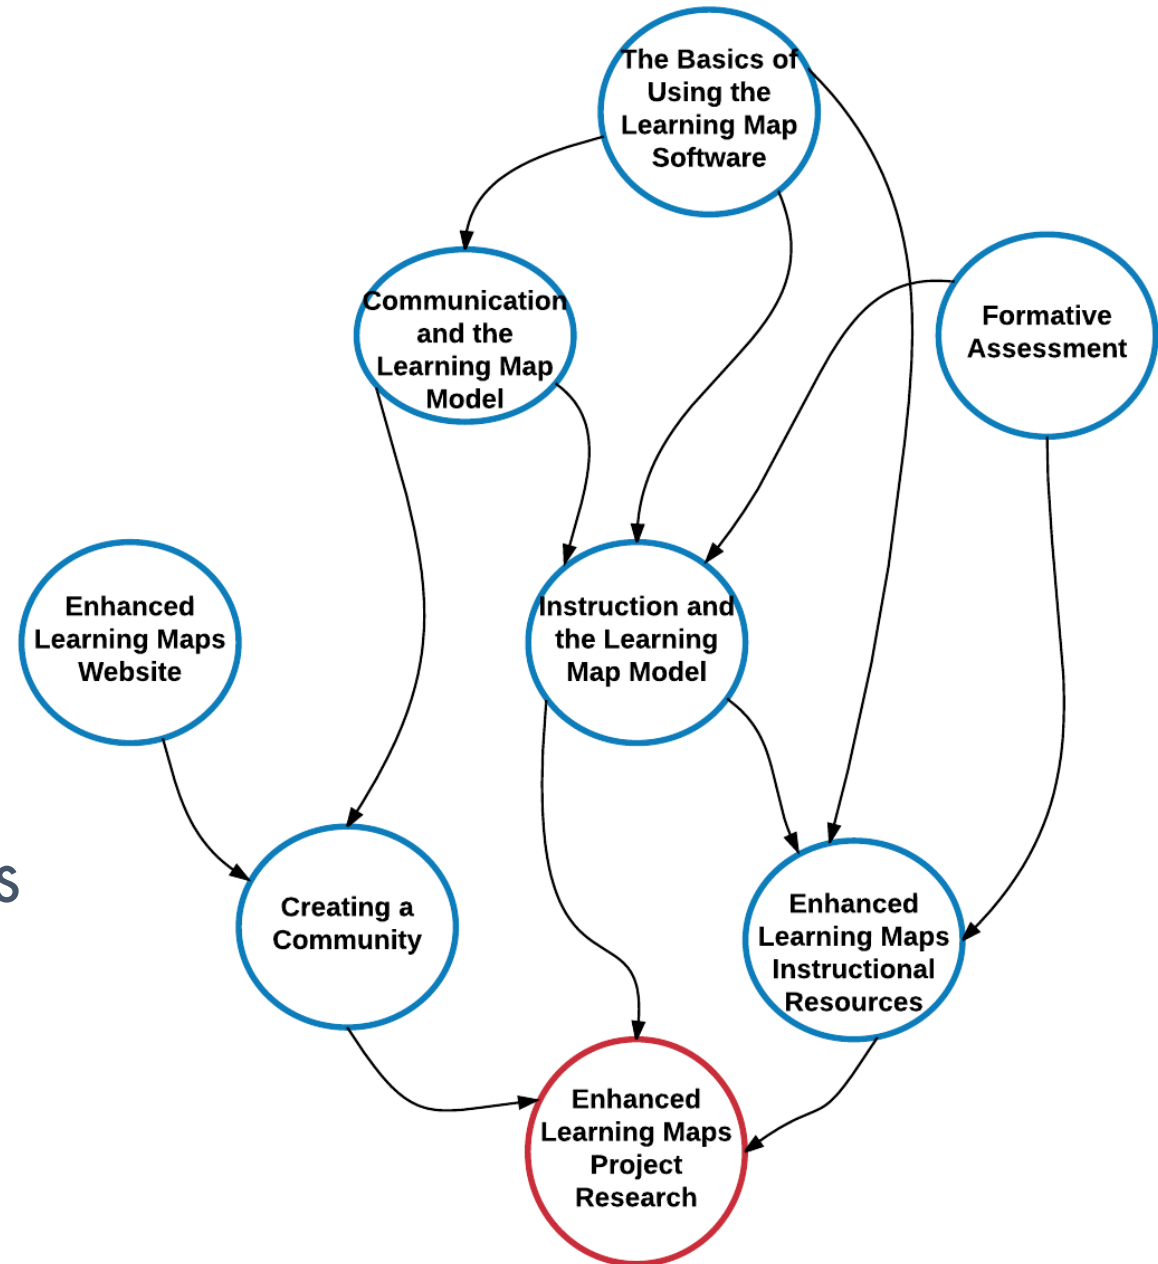 The Basics of
Using the
Learning Map
Software
Communication
and the
Learning Map
Model
Formative
Assessment
Enhanced
Learning Maps
Website
Instruction and
the Learning
Map Model
s
Creating a
Community
Enhanced
Learning Maps
Instructional
Resources
Enhanced
Learning Maps
Project
Research